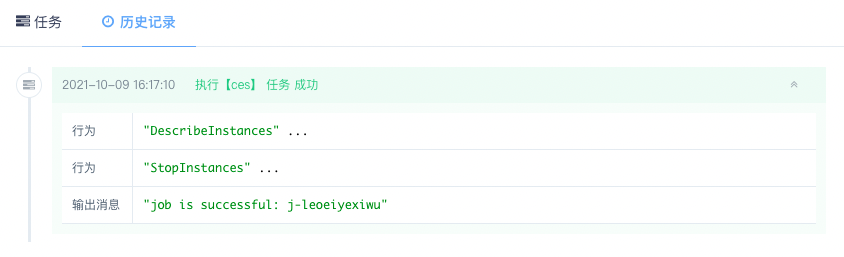 任务 历史记录
2021-10-09 16:17:10 执行【ces】 任务 成功
行为 "DescribeInstances" ...
行为 "StopInstances" ...
输出消息 "job is successful: j-leoeiyexiwu"